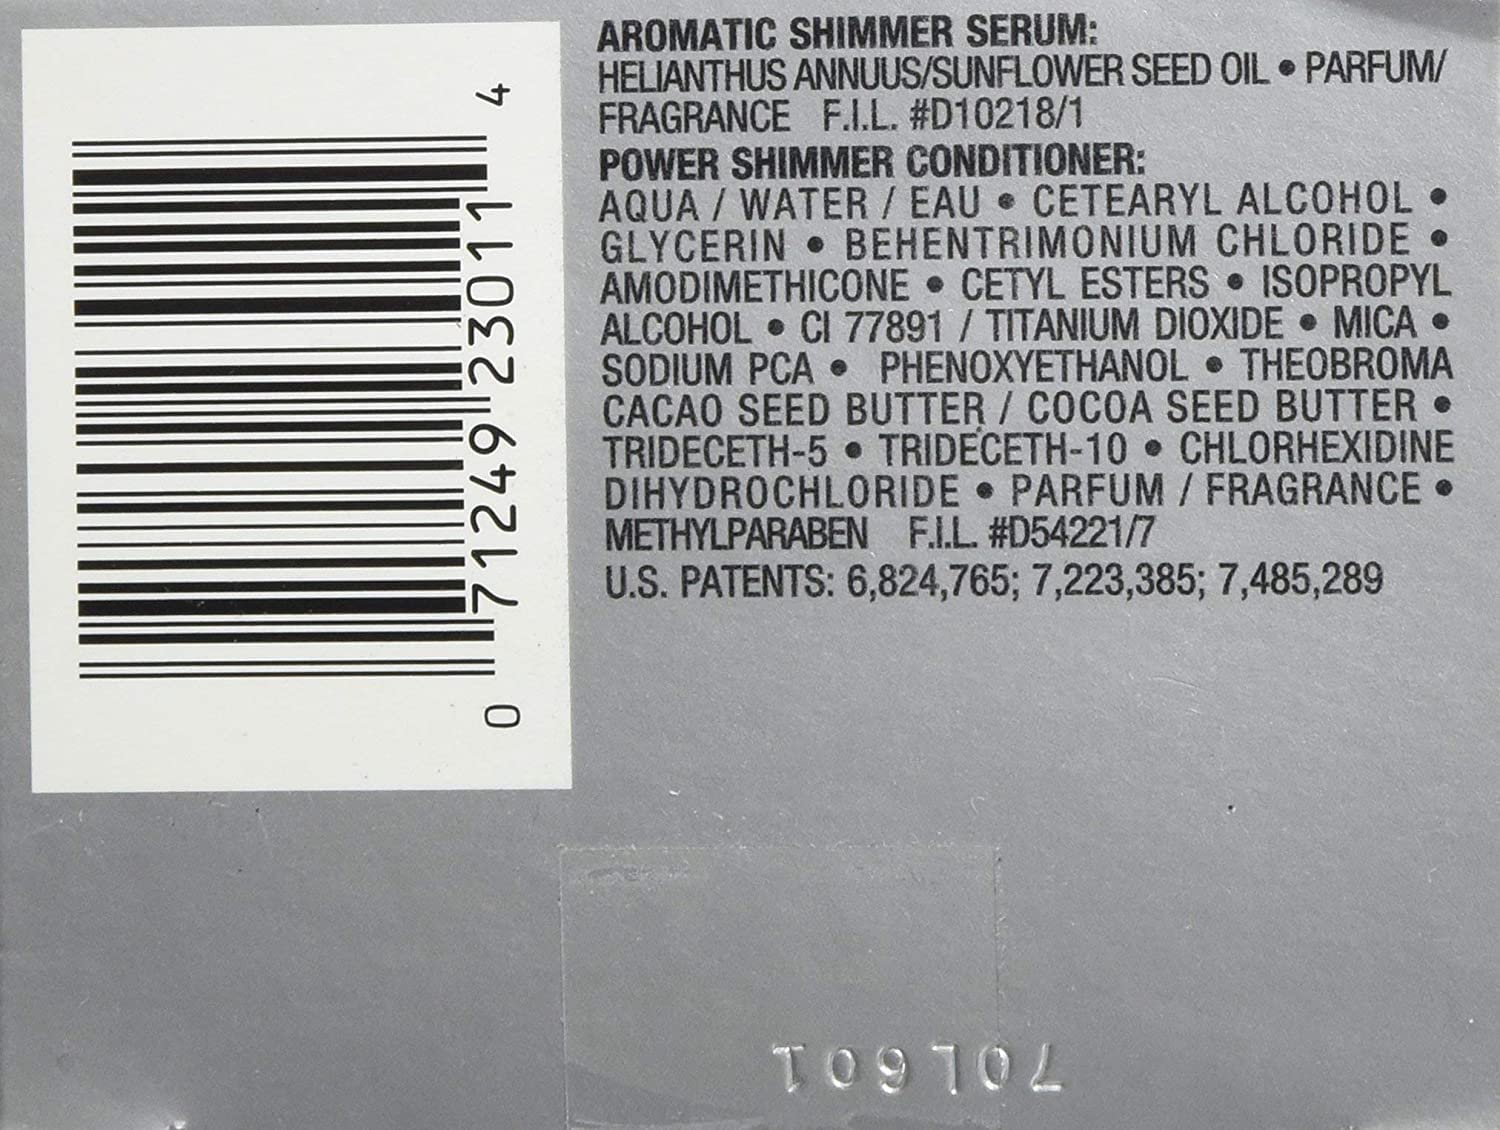 AROMATIC SHIMMER SERUM:
HELIANTHUS ANNUUS/SUNFLOWER SEED OIL • PARFUM/
FRAGRANCE F.I.L. #D10218/1
POWER SHIMMER CONDITIONER:
AQUA / WATER / EAU • CETEARYL ALCOHOL •
GLYCERIN • BEHENTRIMONIUM CHLORIDE •
AMODIMETHICONE • CETYL ESTERS • ISOPROPYL
ALCOHOL • CI 77891 / TITANIUM DIOXIDE • MICA •
SODIUM PCA • PHENOXYETHANOL • THEOBROMA
CACAO SEED BUTTER / COCOA SEED BUTTER •
TRIDECETH-5 • TRIDECETH-10 • CHLORHEXIDINE
DIHYDROCHLORIDE • PARFUM / FRAGRANCE •
METHYLPARABEN F.I.L. #D54221/7
U.S. PATENTS: 6,824,765; 7,223,385; 7,485,289
0 71249 23011 4
70L601